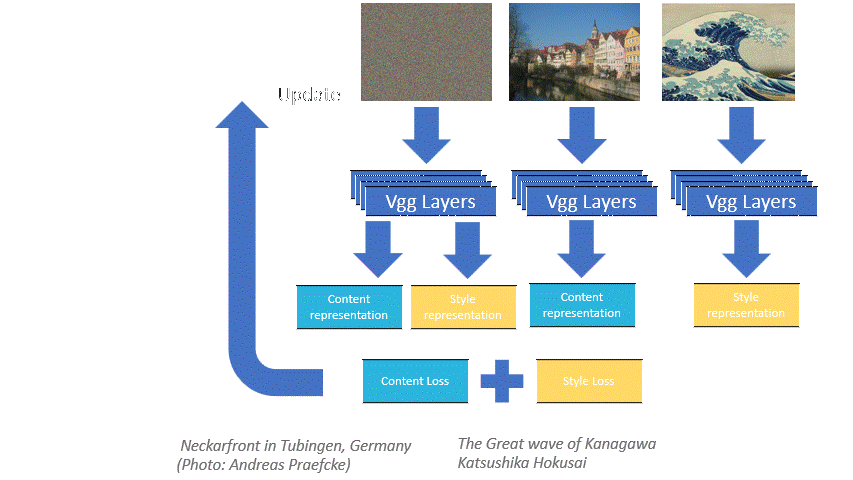 Update
Vgg Layers
Vgg Layers
Vgg Layers
Content
representation
Style
representation
Content
representation
Style
representation
Content Loss
Style Loss
Neckarfront in Tubingen, Germany
(Photo: Andreas Praefcke)
The Great wave of Kanagawa
Katsushika Hokusai